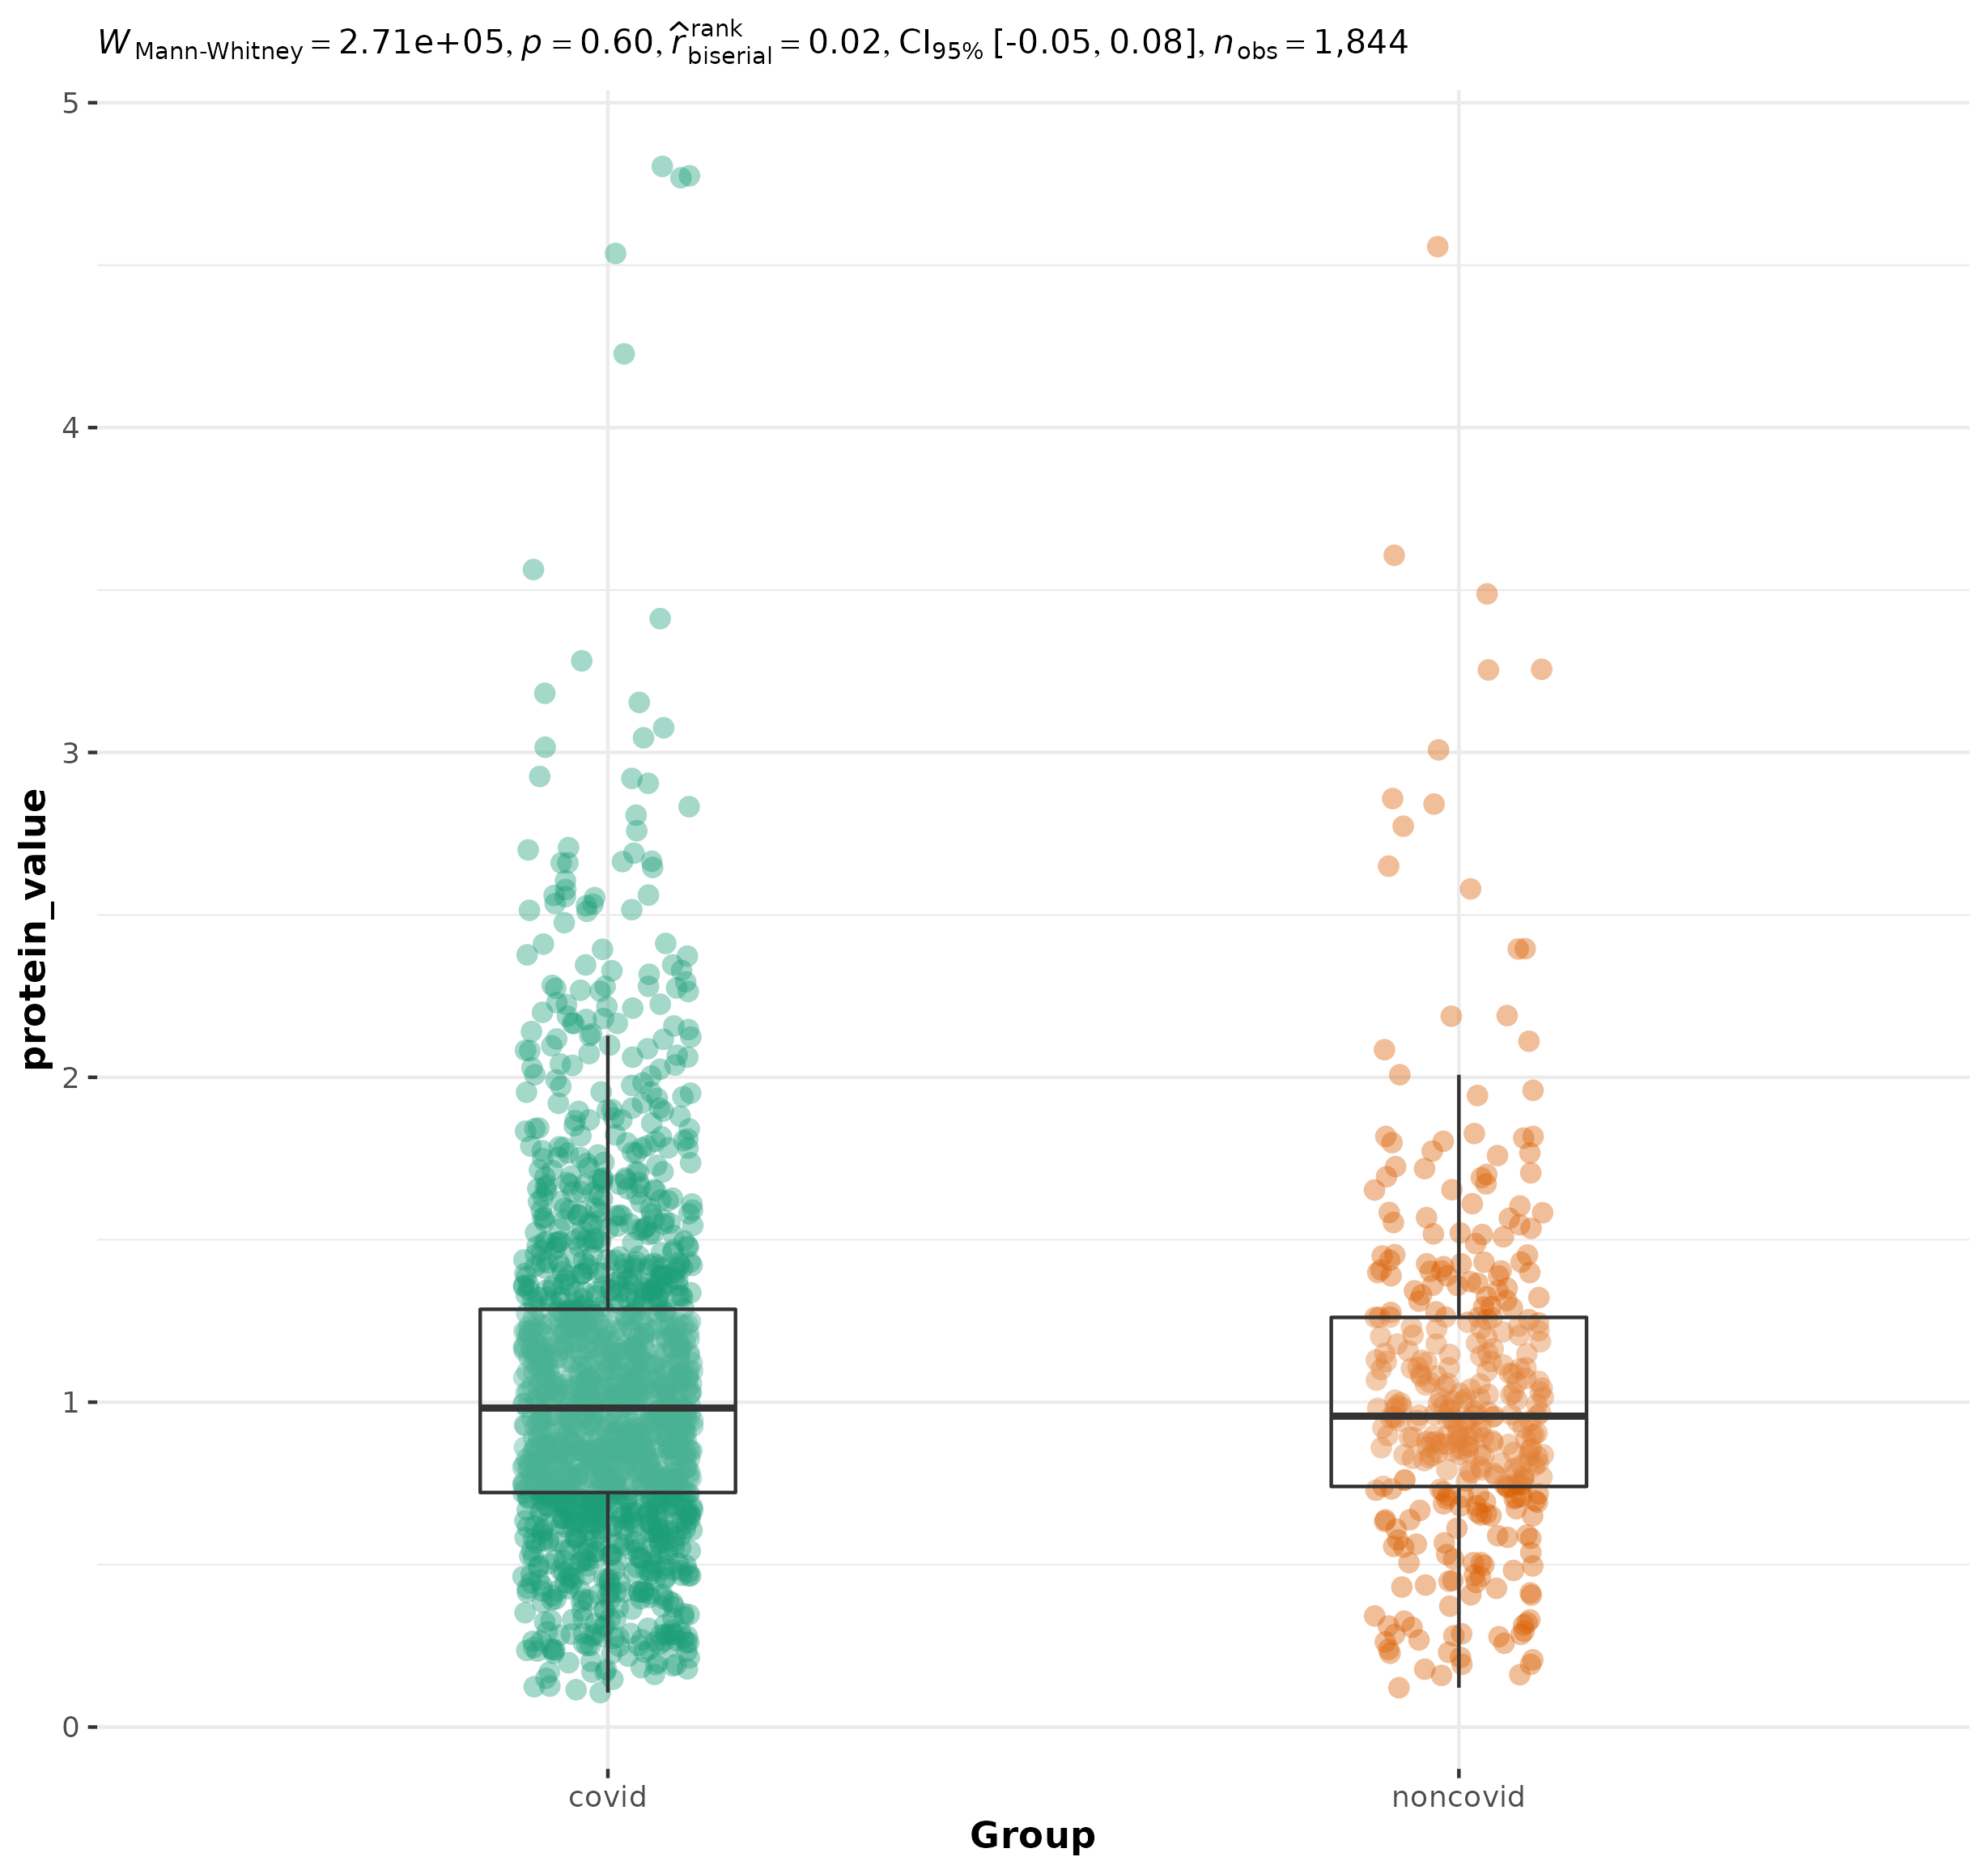 W Mann-Whitney = 2.71e+05, p = 0.60, r̂ rank biserial = 0.02, CI95% [-0.05, 0.08], n obs = 1,844
5
4
3
2
1
0
protein_value
covid noncovid
Group